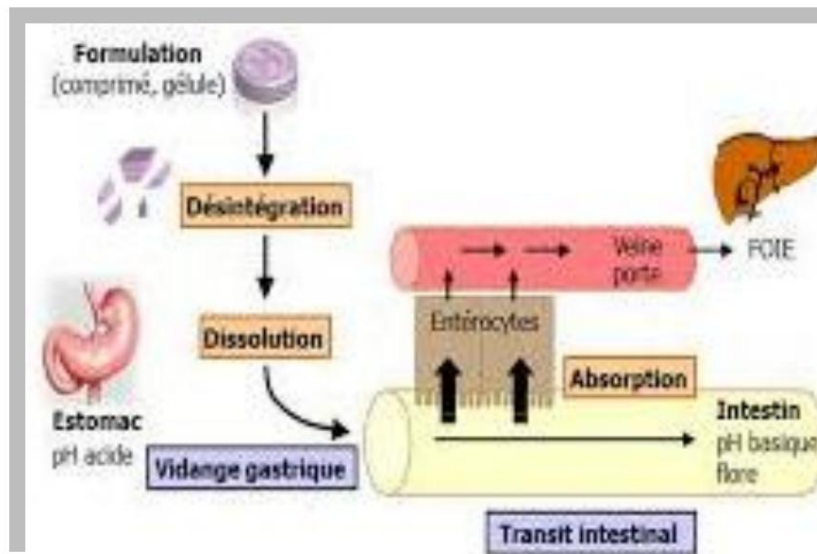 Formulation
(comprimé, gélule)
Désintégration
Dissolution
Estomac
pH acide
Vidange gastrique
Veine
porte
FOIE
Entérocytes
Absorption
Intestin
pH basique
flore
Transit intestinal